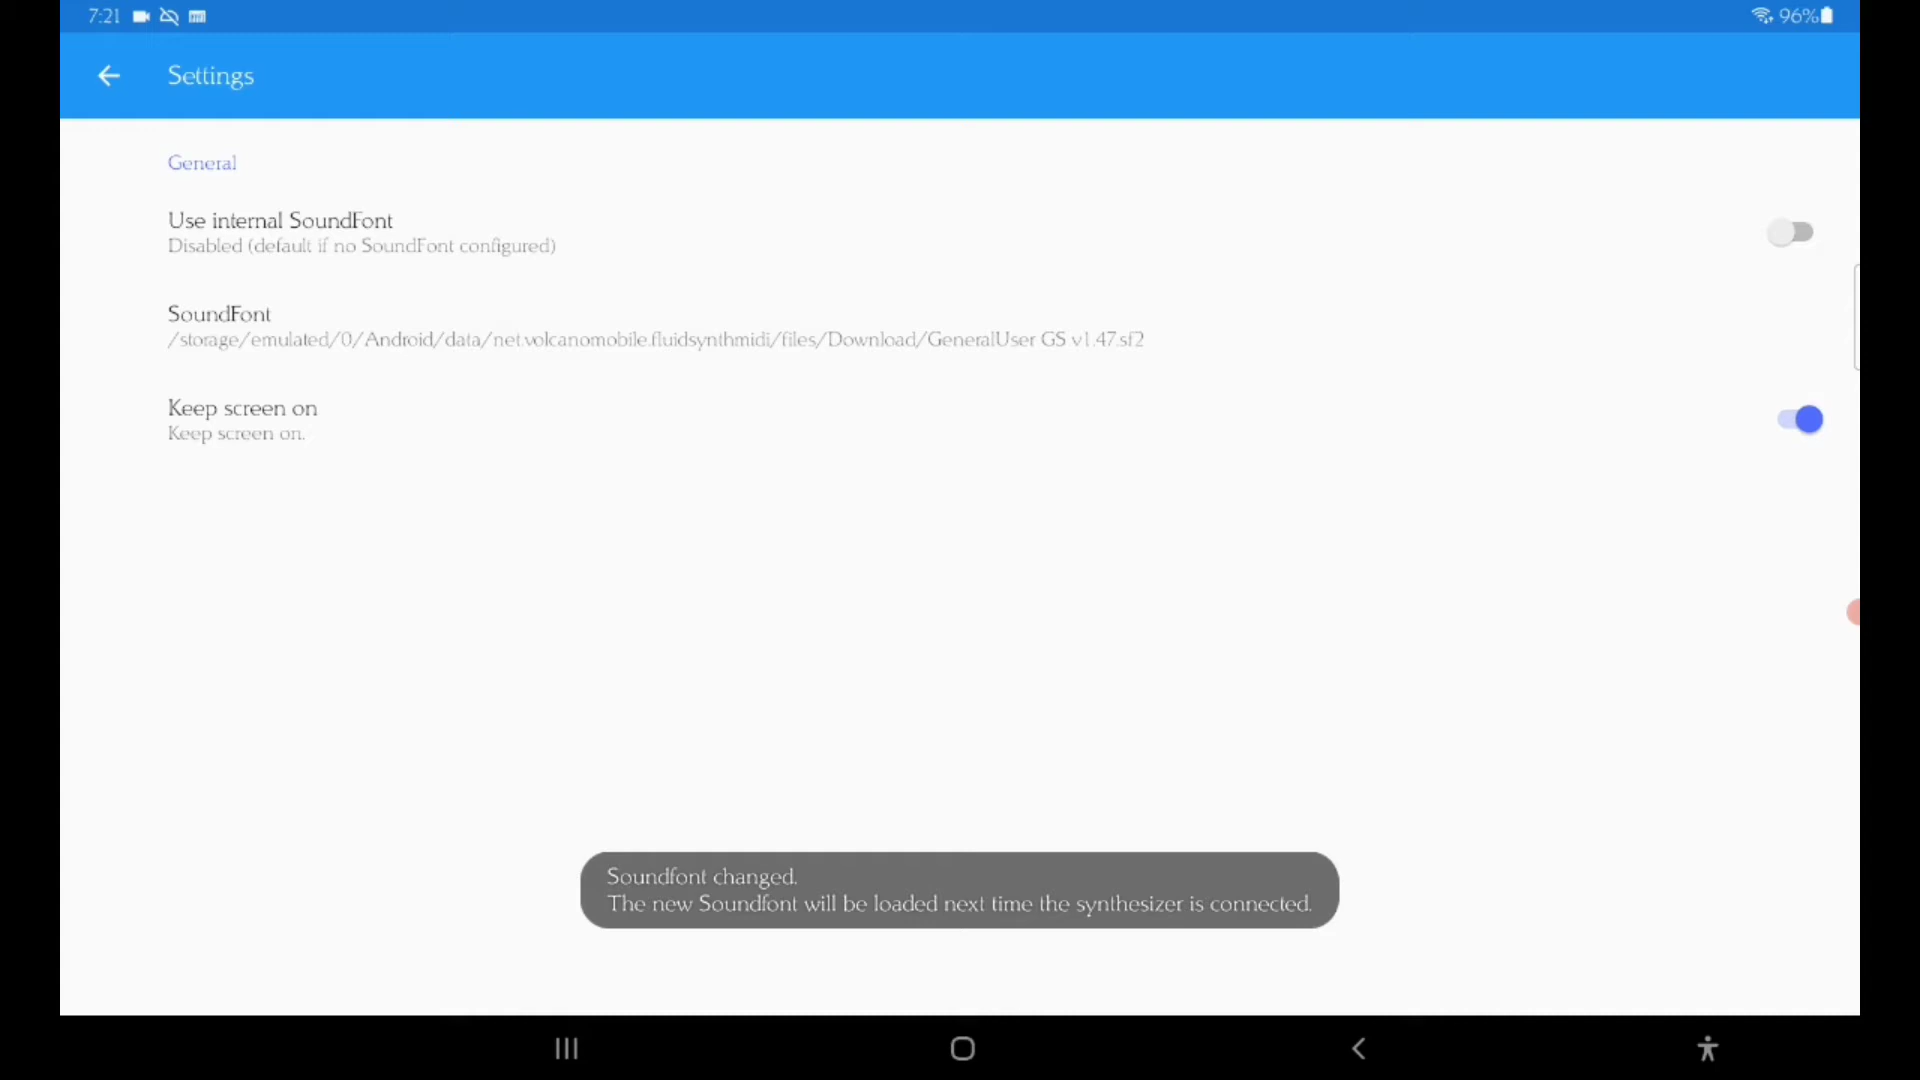 7:21
96%
Settings
General
Use internal SoundFont
Disabled (default if no SoundFont configured)
SoundFont
/storage/emulated/0/Android/data/net.volcanomobile.fluidsynthmidi/files/Download/GeneralUser GS v1.47.sf2
Keep screen on
Keep screen on.
Soundfont changed.
The new Soundfont will be loaded next time the synthesizer is connected.